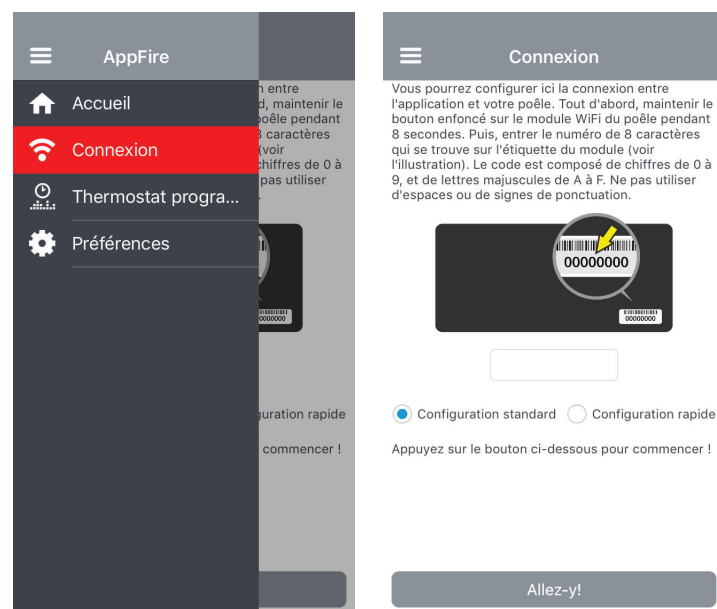 AppFire
Accueil
Connexion
Thermostat progra...
Préférences
n entre
d, maintenir le
poêle pendant
8 caractères
(voir
chiffres de 0 à
pas utiliser
.
00000000
guration rapide
commencer !
Connexion
Vous pourrez configurer ici la connexion entre
l'application et votre poêle. Tout d'abord, maintenir le
bouton enfoncé sur le module WiFi du poêle pendant
8 secondes. Puis, entrer le numéro de 8 caractères
qui se trouve sur l'étiquette du module (voir
l'illustration). Le code est composé de chiffres de 0 à
9, et de lettres majuscules de A à F. Ne pas utiliser
d'espaces ou de signes de ponctuation.
00000000
00000000
Configuration standard Configuration rapide
Appuyez sur le bouton ci-dessous pour commencer !
Allez-y!